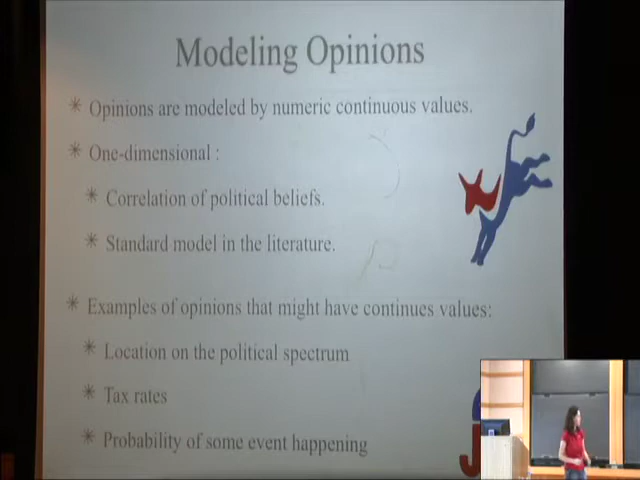 Modeling Opinions
* Opinions are modeled by numeric continuous values.
* One-dimensional :
* Correlation of political beliefs.
* Standard model in the literature.
* Examples of opinions that might have continues values:
* Location on the political spectrum
* Tax rates
* Probability of some event happening